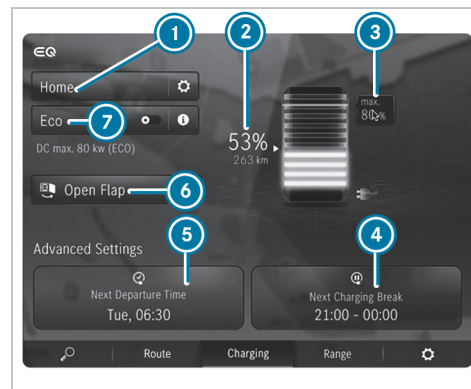 1
2
3
EQ
Home
max.
80 %
Eco
7
53%
263 km
DC max. 80 kw (ECO)
Open Flap
6
Advanced Settings
5
4
Next Departure Time
Tue, 06:30
Next Charging Break
21:00 - 00:00
Route
Charging
Range